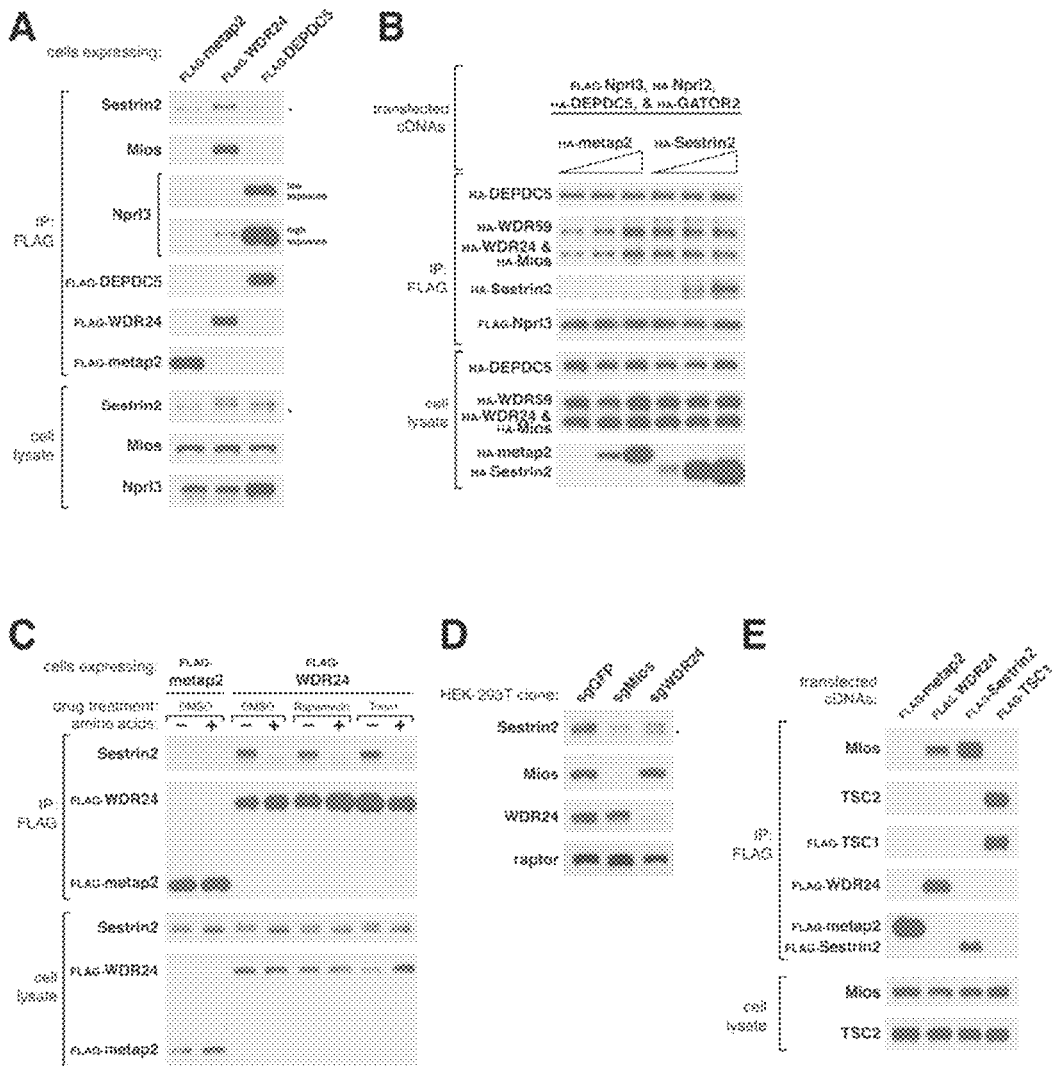 A
cells expressing:
FLAG-metap2
FLAG-WDR24
FLAG-DEPDC5
IP:
FLAG
Sestrin2
Mios
Nprl3
low
exposure
high
exposure
FLAG-DEPDC5
FLAG-WDR24
FLAG-metap2
cell
lysate
Sestrin2
Mios
Nprl3
B
transfected
cDNAs
FLAG-Nprl3, HA-Nprl2,
HA-DEPDC5, & HA-GATOR2
HA-metap2
HA-Sestrin2
IP:
FLAG
HA-DEPDC5
HA-WDR59
HA-WDR24 &
HA-Mios
HA-Sestrin2
FLAG-Nprl3
cell
lysate
HA-DEPDC5
HA-WDR59
HA-WDR24 &
HA-Mios
HA-metap2
HA-Sestrin2
C
cells expressing:
FLAG-
metap2
FLAG-
WDR24
drug treatment:
DMSO
DMSO
Rapamycin
Torin1
amino acids:
− + − + − + − +
IP:
FLAG
Sestrin2
FLAG-WDR24
FLAG-metap2
cell
lysate
Sestrin2
FLAG-WDR24
FLAG-metap2
D
HEK-293T clone:
sgGFP
sgMios
sgWDR24
Sestrin2
Mios
WDR24
raptor
E
transfected
cDNAs:
FLAG-metap2
FLAG-WDR24
FLAG-Sestrin2
FLAG-TSC1
IP:
FLAG
Mios
TSC2
FLAG-TSC1
FLAG-WDR24
FLAG-metap2
FLAG-Sestrin2
cell
lysate
Mios
TSC2